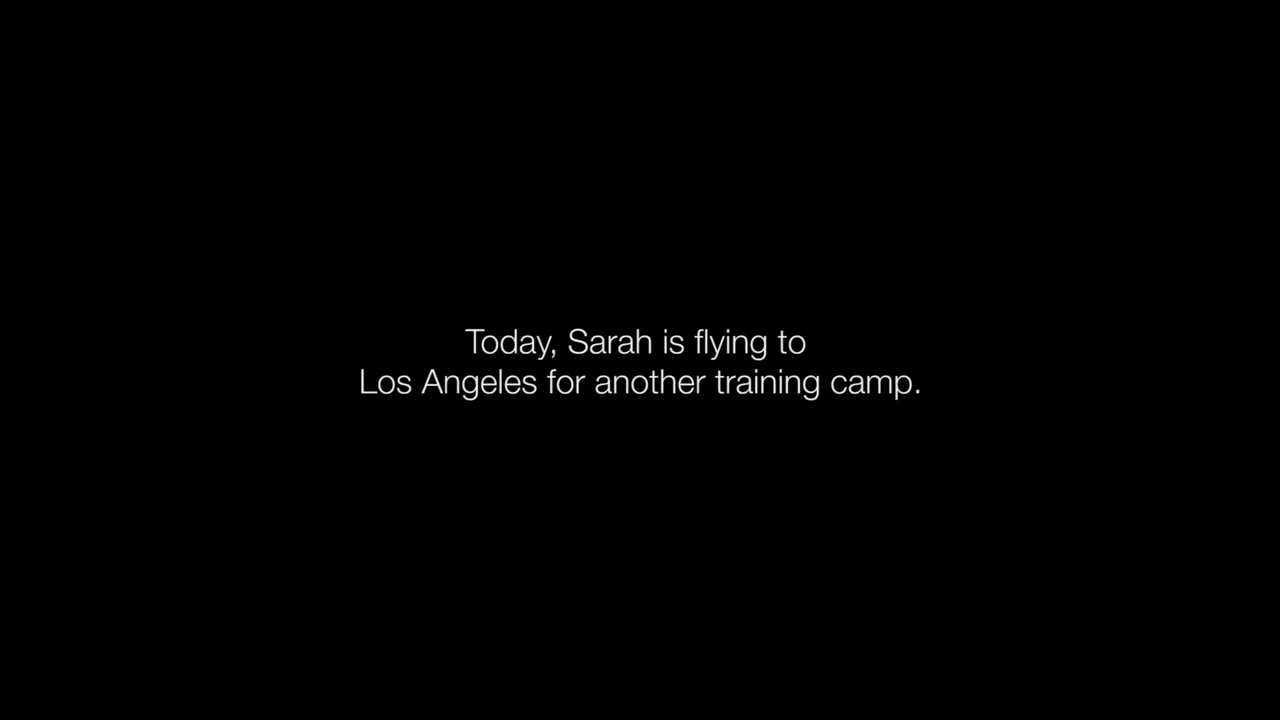 Today, Sarah is flying to
Los Angeles for another training camp.